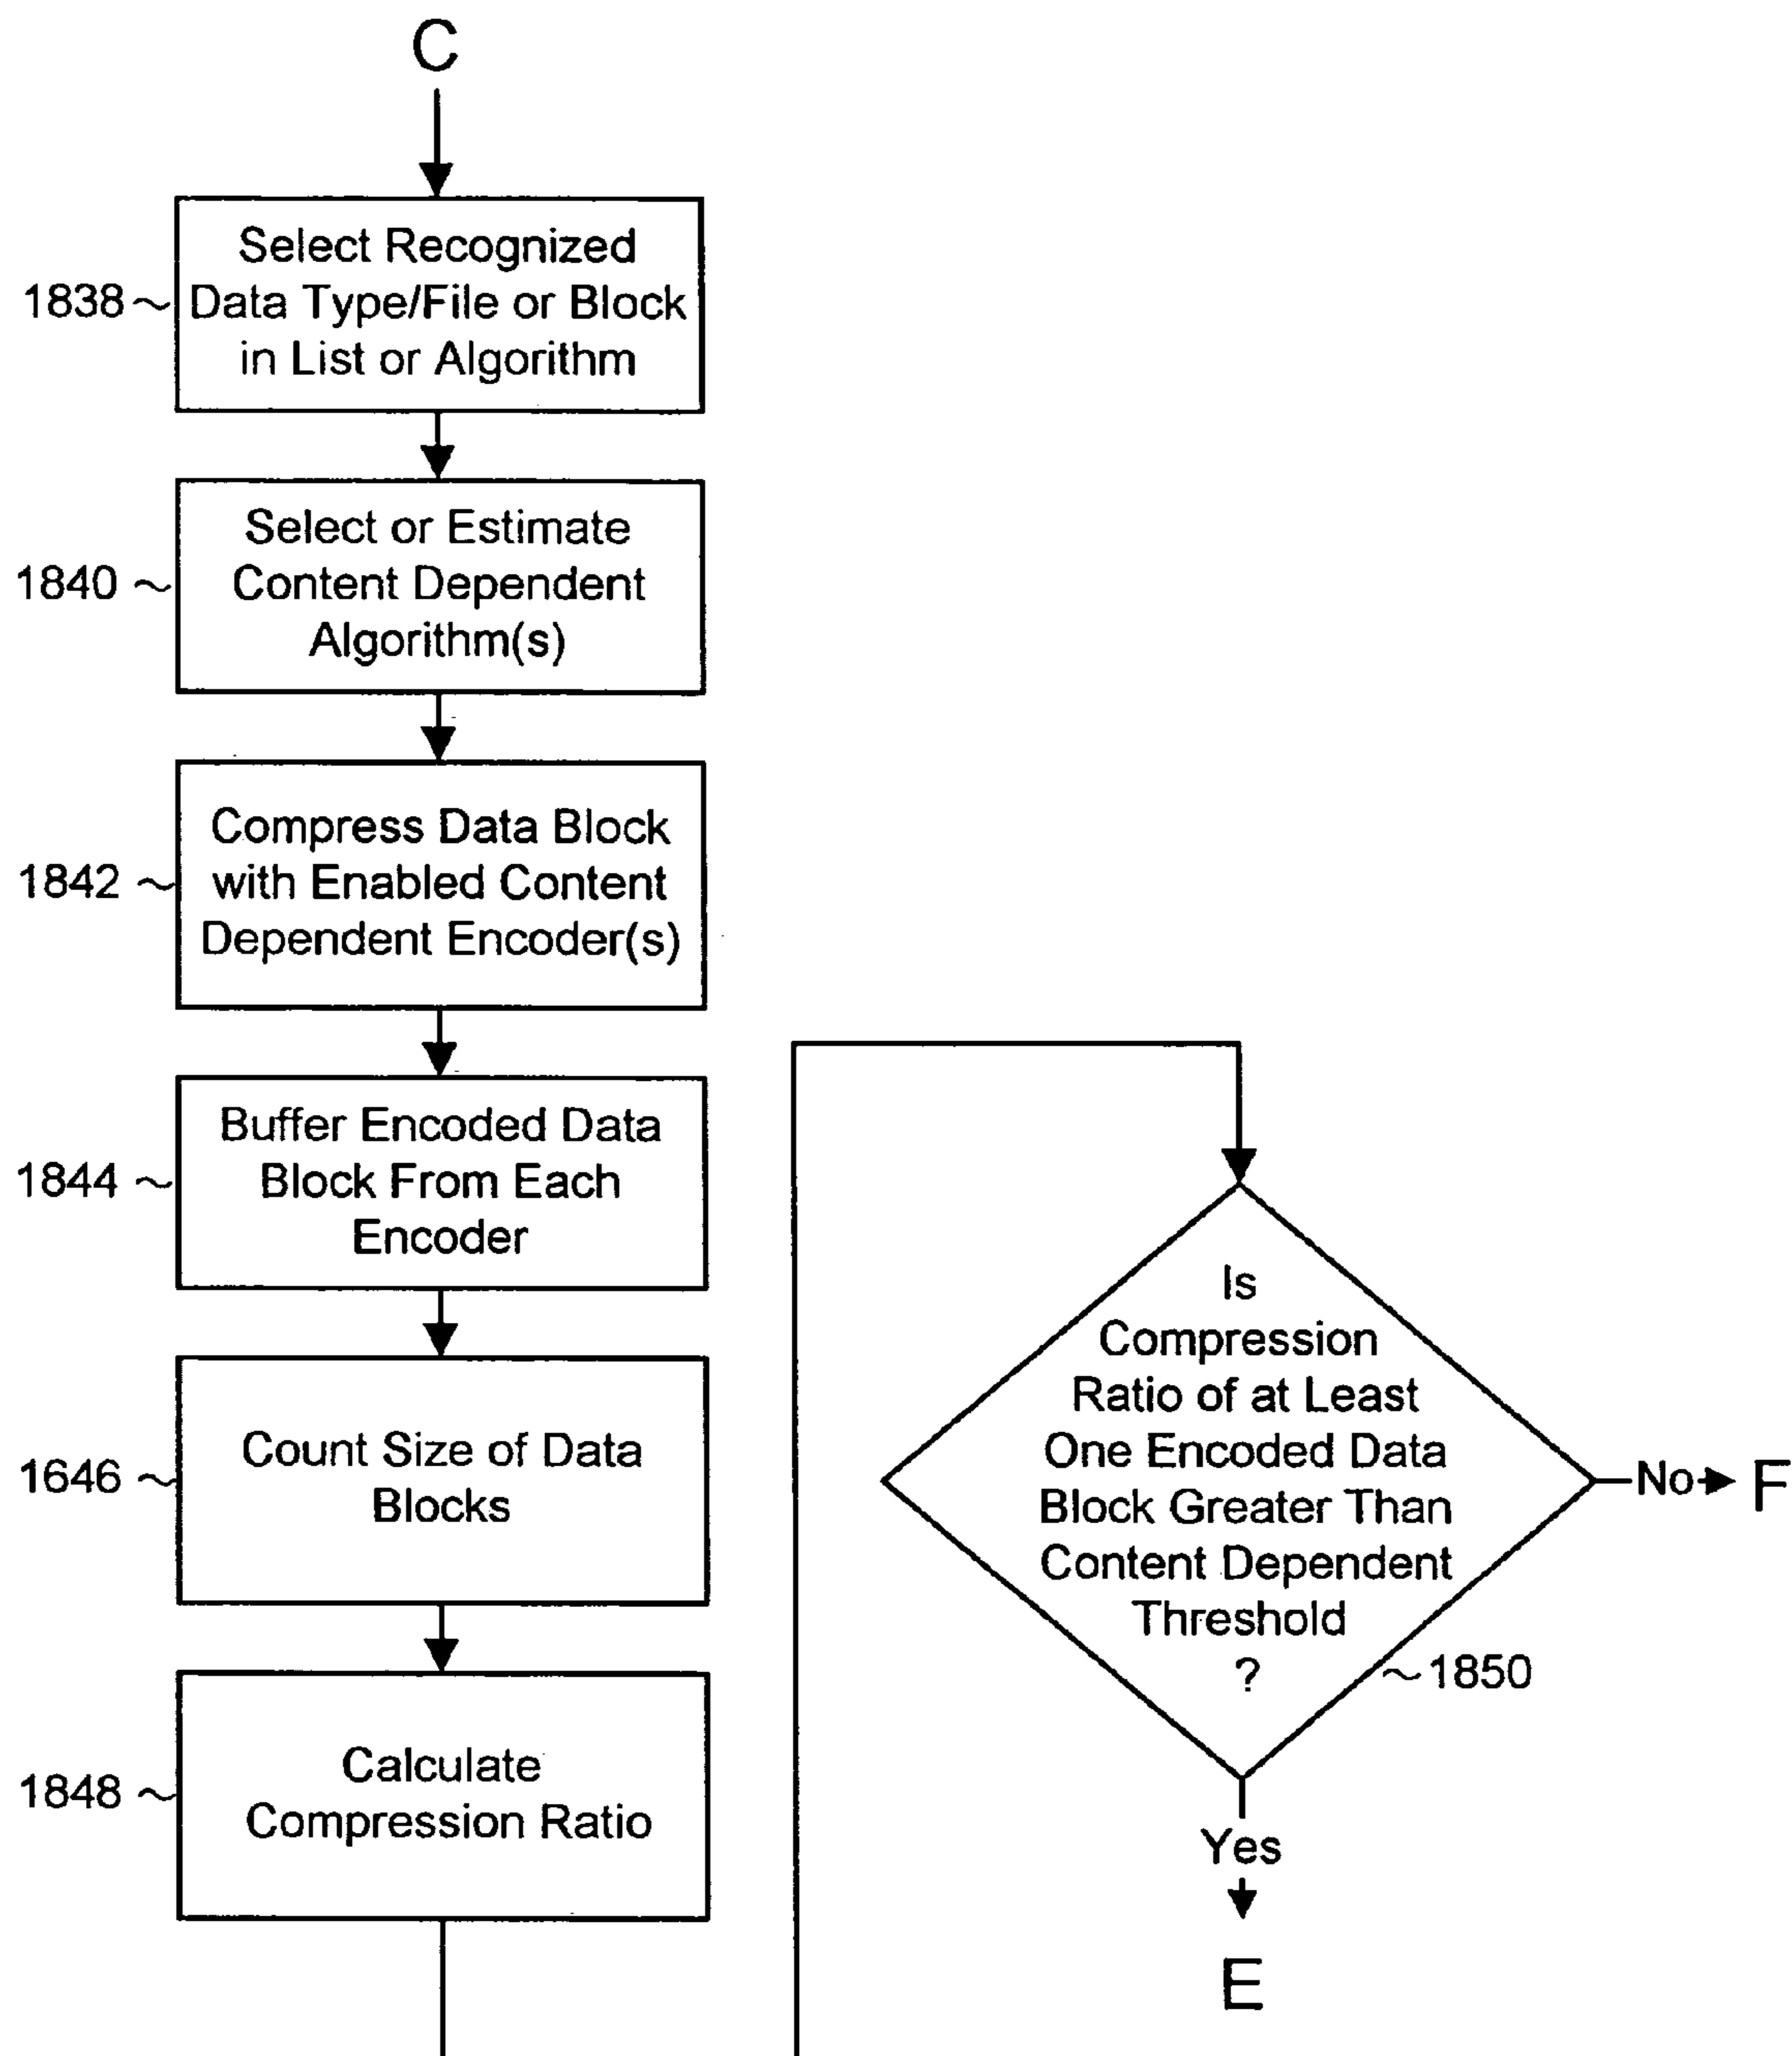 C
Select Recognized
1838 ~ Data Type/File or Block
in List or Algorithm
Select or Estimate
1840 ~ Content Dependent
Algorithm(s)
Compress Data Block
1842 ~ with Enabled Content
Dependent Encoder(s)
Buffer Encoded Data
1844 ~ Block From Each
Encoder
Count Size of Data
1646 ~
Blocks
Calculate
1848 ~
Compression Ratio
Is
Compression
Ratio of at Least
One Encoded Data
Block Greater Than
Content Dependent
Threshold
?
~1850
No
F
Yes
E